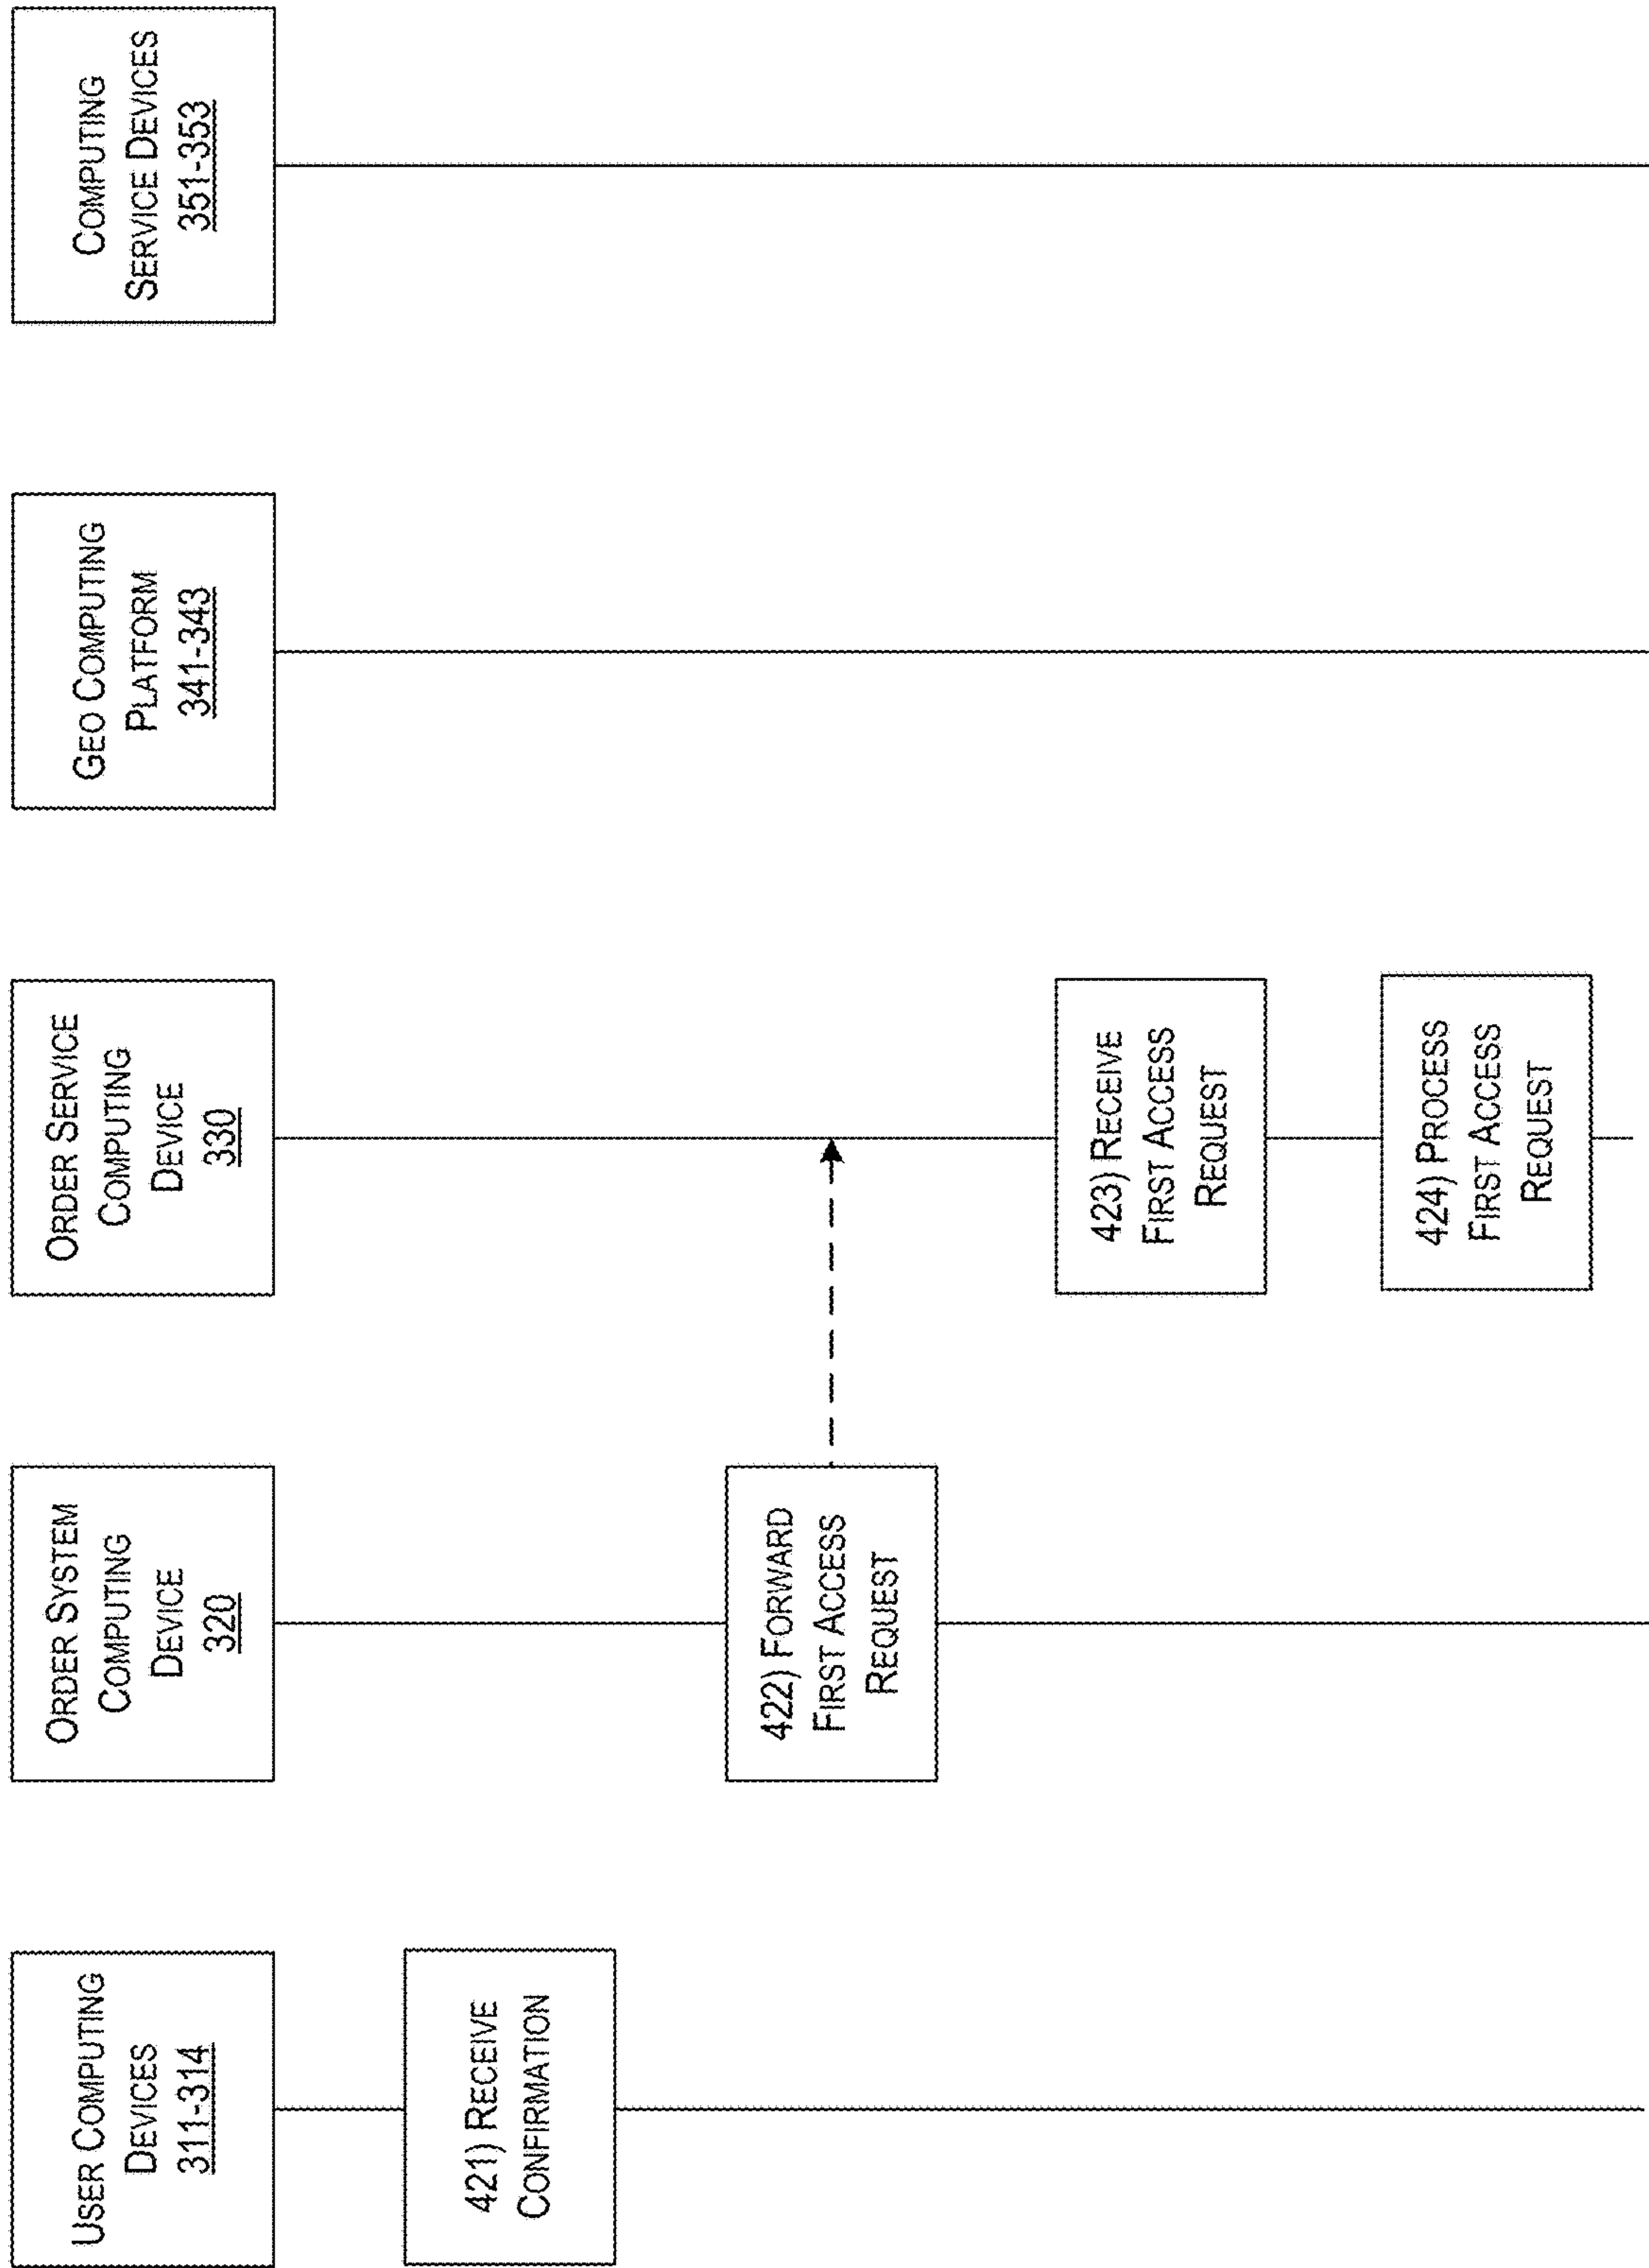 USER COMPUTING
DEVICES
311-314
ORDER SYSTEM
COMPUTING
DEVICE
320
ORDER SERVICE
COMPUTING
DEVICE
330
GEO COMPUTING
PLATFORM
341-343
COMPUTING
SERVICE DEVICES
351-353
421) RECEIVE
CONFIRMATION
422) FORWARD
FIRST ACCESS
REQUEST
423) RECEIVE
FIRST ACCESS
REQUEST
424) PROCESS
FIRST ACCESS
REQUEST